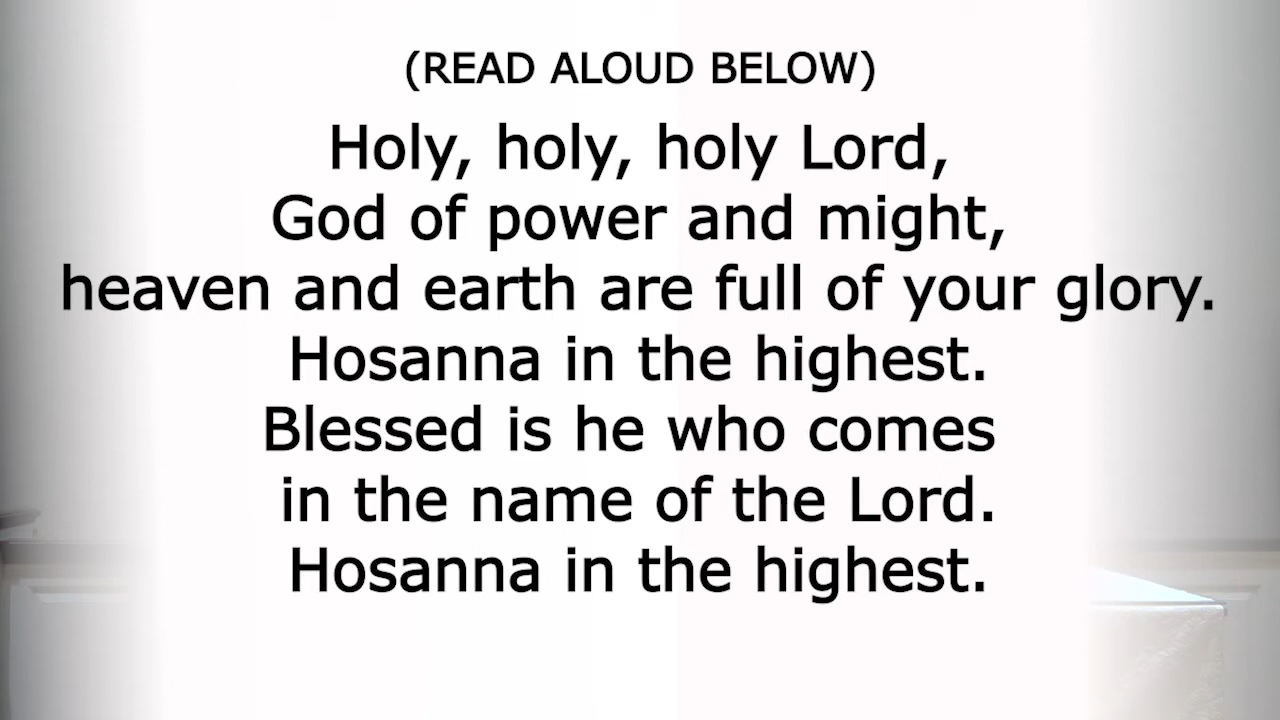 (READ ALOUD BELOW)
Holy, holy, holy Lord,
God of power and might,
heaven and earth are full of your glory.
Hosanna in the highest.
Blessed is he who comes
in the name of the Lord.
Hosanna in the highest.